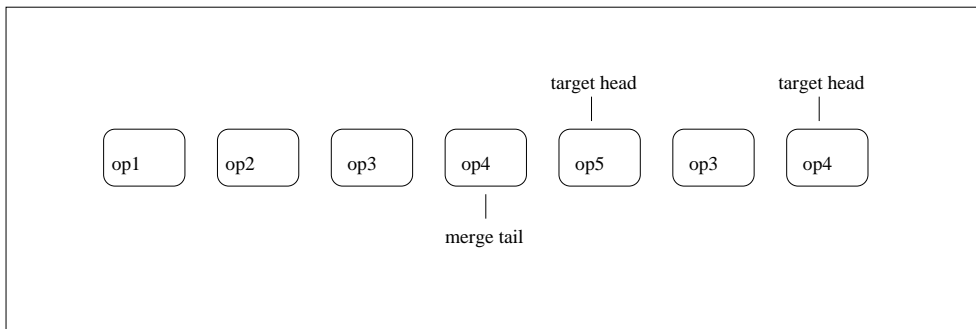 target head target head
op1 op2 op3 op4 op5 op3 op4
merge tail